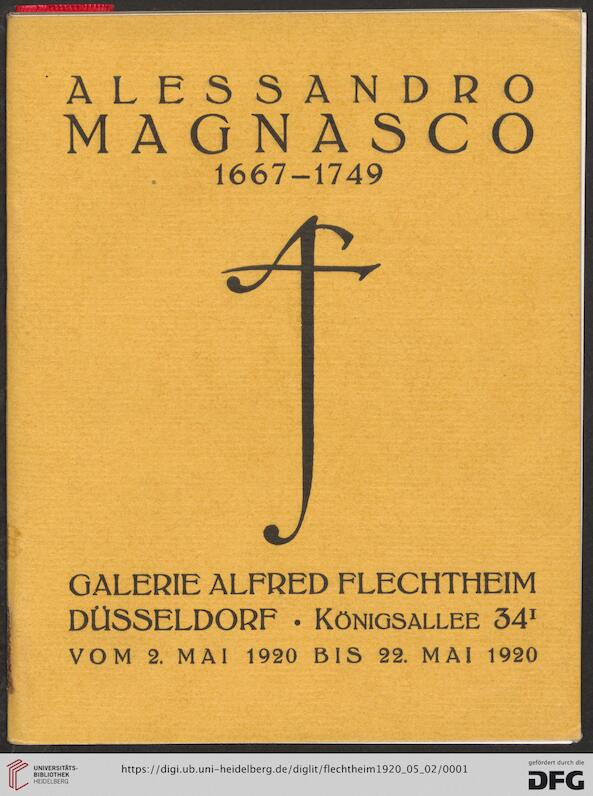 ALESSANDRO
MAGNASCO
1667–1749
AF
GALERIE ALFRED FLECHTHEIM
DÜSSELDORF • KÖNIGSALLEE 34I
VOM 2. MAI 1920 BIS 22. MAI 1920
UNIVERSITÄTS-
BIBLIOTHEK
HEIDELBERG
https://digi.ub.uni-heidelberg.de/diglit/flechtheim1920_05_02/0001
gefördert durch die
DFG